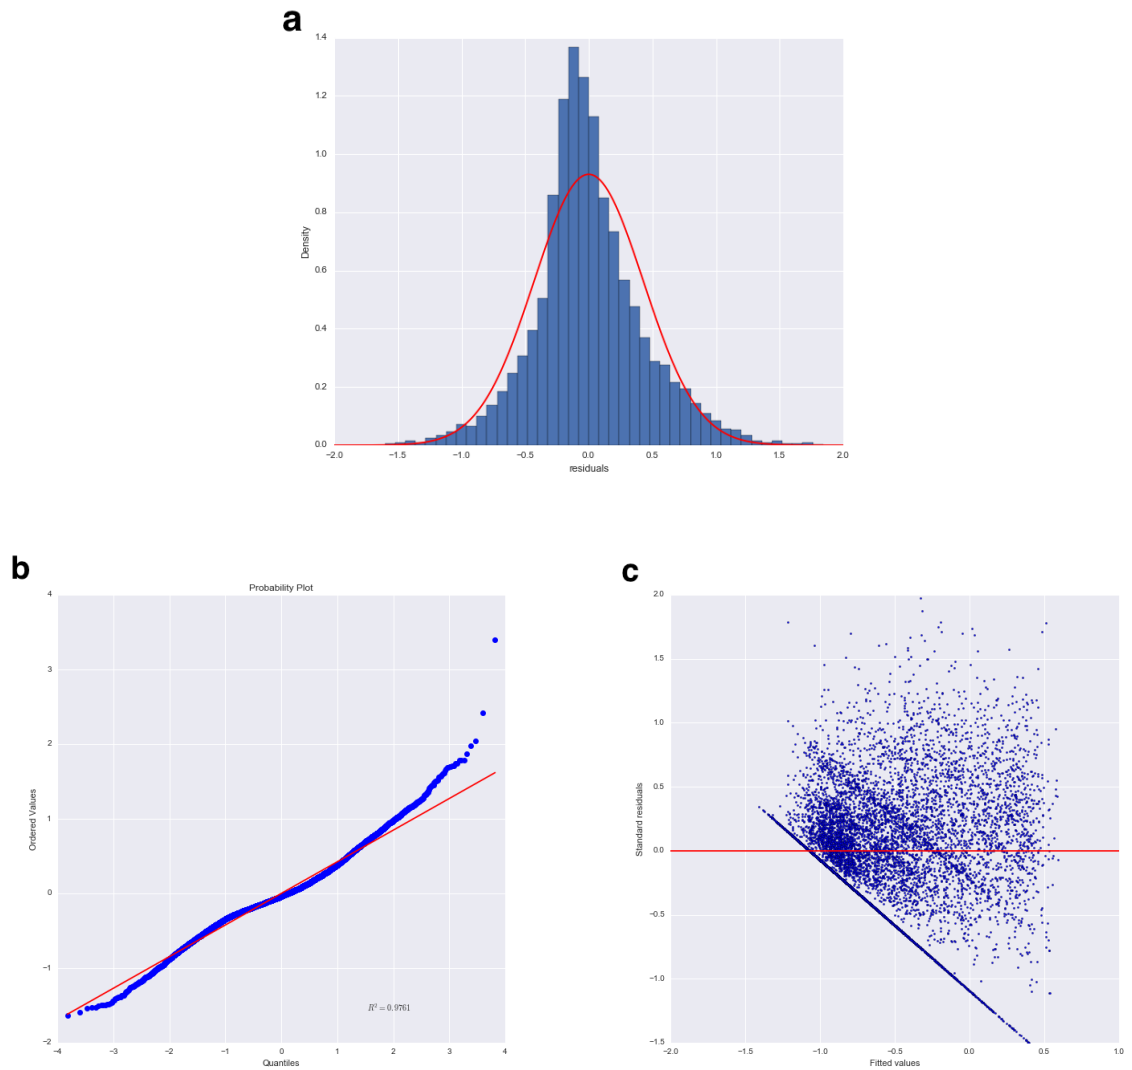 a
1.4
1.2
1.0
0.8
0.6
0.4
0.2
0.0
Density
−2.0 −1.5 −1.0 −0.5 0.0 0.5 1.0 1.5 2.0
residuals
b
Probability Plot
4
3
2
1
0
−1
−2
Ordered Values
R² = 0.9761
−4 −3 −2 −1 0 1 2 3 4
Quantiles
c
2.0
1.5
1.0
0.5
0.0
−0.5
−1.0
−1.5
Standard residuals
−2.0 −1.5 −1.0 −0.5 0.0 0.5 1.0
Fitted values